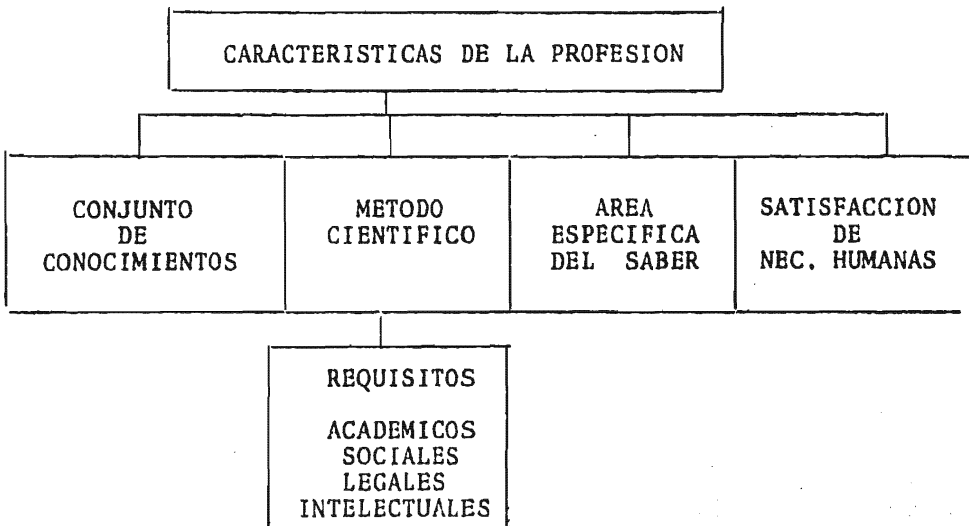 CARACTERISTICAS DE LA PROFESION
CONJUNTO
DE
CONOCIMIENTOS
METODO
CIENTIFICO
AREA
ESPECIFICA
DEL SABER
SATISFACCION
DE
NEC. HUMANAS
REQUISITOS
ACADEMICOS
SOCIALES
LEGALES
INTELECTUALES